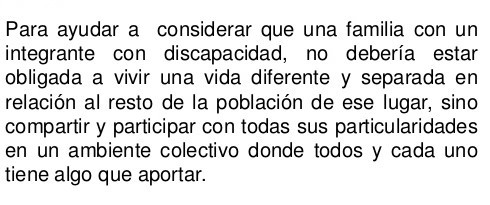 Para ayudar a considerar que una familia con un
integrante con discapacidad, no debería estar
obligada a vivir una vida diferente y separada en
relación al resto de la población de ese lugar, sino
compartir y participar con todas sus particularidades
en un ambiente colectivo donde todos y cada uno
tiene algo que aportar.